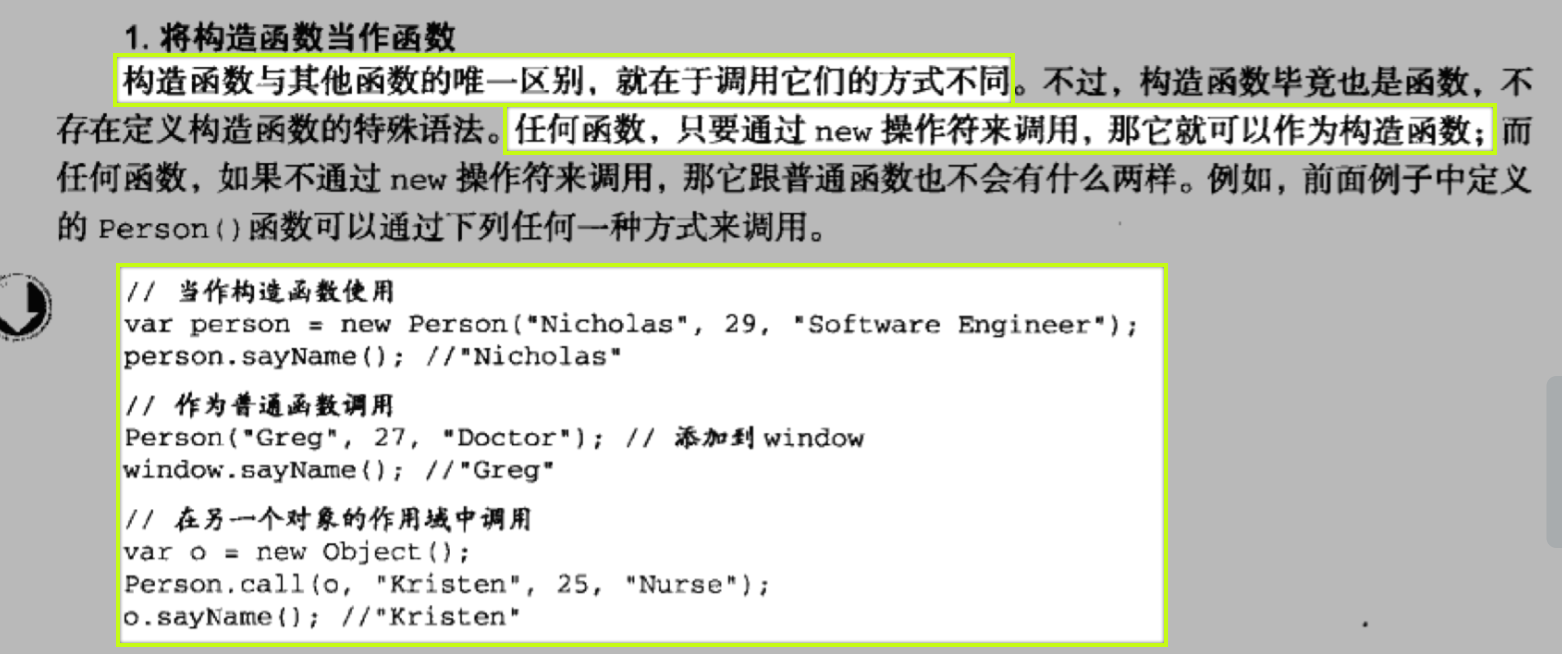 1. 将构造函数当作函数
构造函数与其他函数的唯一区别，就在于调用它们的方式不同。不过，构造函数毕竟也是函数，不
存在定义构造函数的特殊语法。任何函数，只要通过 new 操作符来调用，那它就可以作为构造函数；而
任何函数，如果不通过 new 操作符来调用，那它跟普通函数也不会有什么两样。例如，前面例子中定义
的 Person()函数可以通过下列任何一种方式来调用。
// 当作构造函数使用
var person = new Person("Nicholas", 29, "Software Engineer");
person.sayName(); //"Nicholas"
// 作为普通函数调用
Person("Greg", 27, "Doctor"); // 添加到 window
window.sayName(); //"Greg"
// 在另一个对象的作用域中调用
var o = new Object();
Person.call(o, "Kristen", 25, "Nurse");
o.sayName(); //"Kristen"